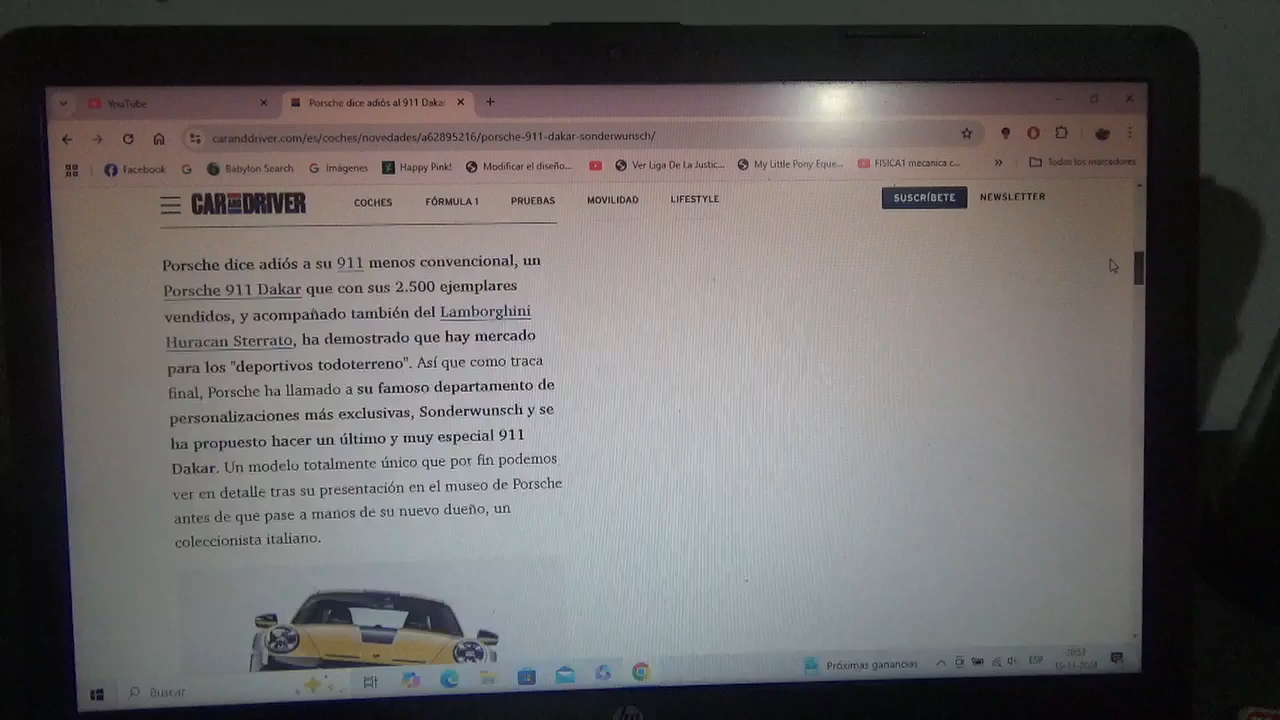 YouTube
Porsche dice adiós al 911 Daka
caranddriver.com/es/coches/novedades/a62895216/porsche-911-dakar-sonderwunsch/
Facebook
Babylon Search
Imágenes
Happy Pink!
Modificar el diseño...
Ver Liga De La Justic...
My Little Pony Eque...
FISICA1 mecanica c...
»
Todos los marcadores
CAR AND DRIVER
COCHES
FÓRMULA 1
PRUEBAS
MOVILIDAD
LIFESTYLE
SUSCRÍBETE
NEWSLETTER
Porsche dice adiós a su 911 menos convencional, un
Porsche 911 Dakar que con sus 2.500 ejemplares
vendidos, y acompañado también del Lamborghini
Huracan Sterrato, ha demostrado que hay mercado
para los "deportivos todoterreno". Así que como traca
final, Porsche ha llamado a su famoso departamento de
personalizaciones más exclusivas, Sonderwunsch y se
ha propuesto hacer un último y muy especial 911
Dakar. Un modelo totalmente único que por fin podemos
ver en detalle tras su presentación en el museo de Porsche
antes de que pase a manos de su nuevo dueño, un
coleccionista italiano.
Buscar
Próximas ganancias
ESP
hp